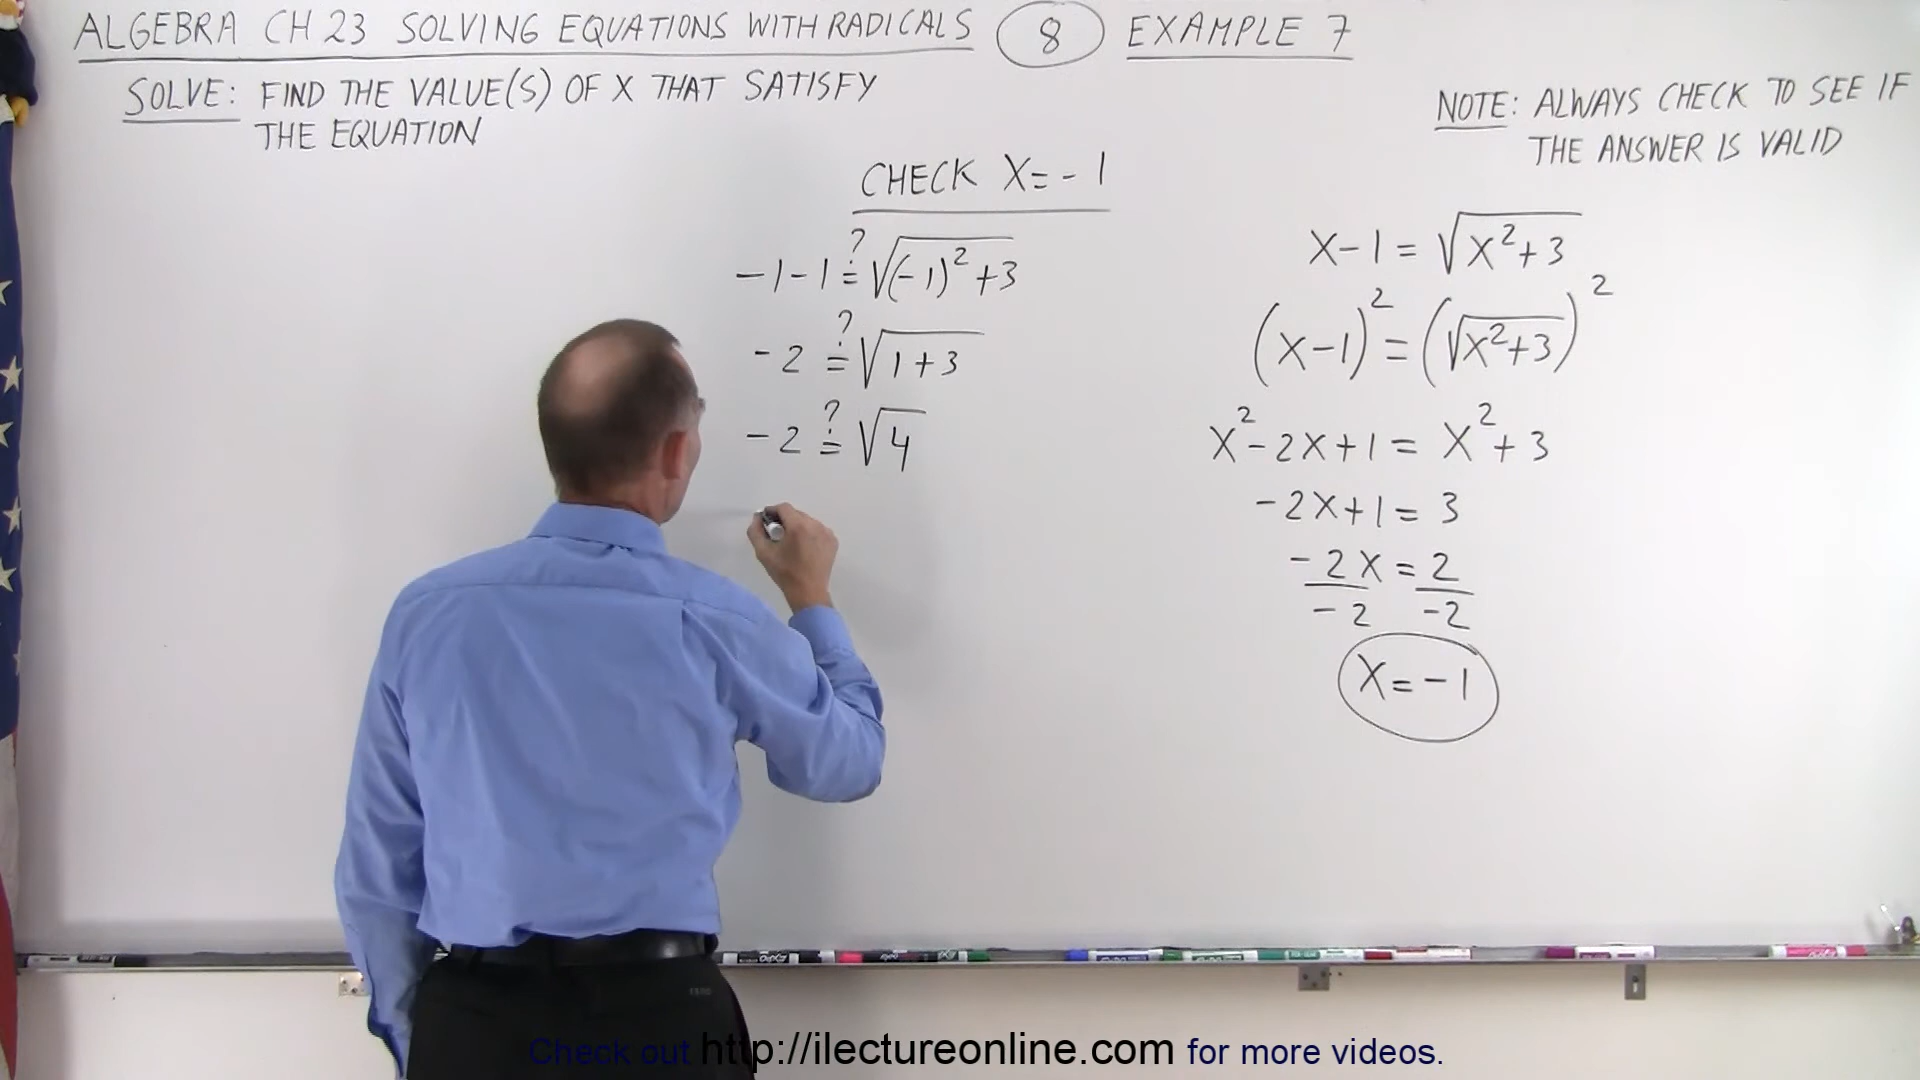 ALGEBRA CH 23 SOLVING EQUATIONS WITH RADICALS 8 EXAMPLE 7
SOLVE: FIND THE VALUE(S) OF X THAT SATISFY
THE EQUATION
NOTE: ALWAYS CHECK TO SEE IF
THE ANSWER IS VALID
CHECK X = -1
-1 - 1 ≟ √((-1)² + 3)
-2 ≟ √(1 + 3)
-2 ≟ √4
X - 1 = √(X² + 3)
(X - 1)² = (√(X² + 3))²
X² - 2X + 1 = X² + 3
-2X + 1 = 3
-2X = 2
-2 -2
X = -1
Check out http://ilectureonline.com for more videos.